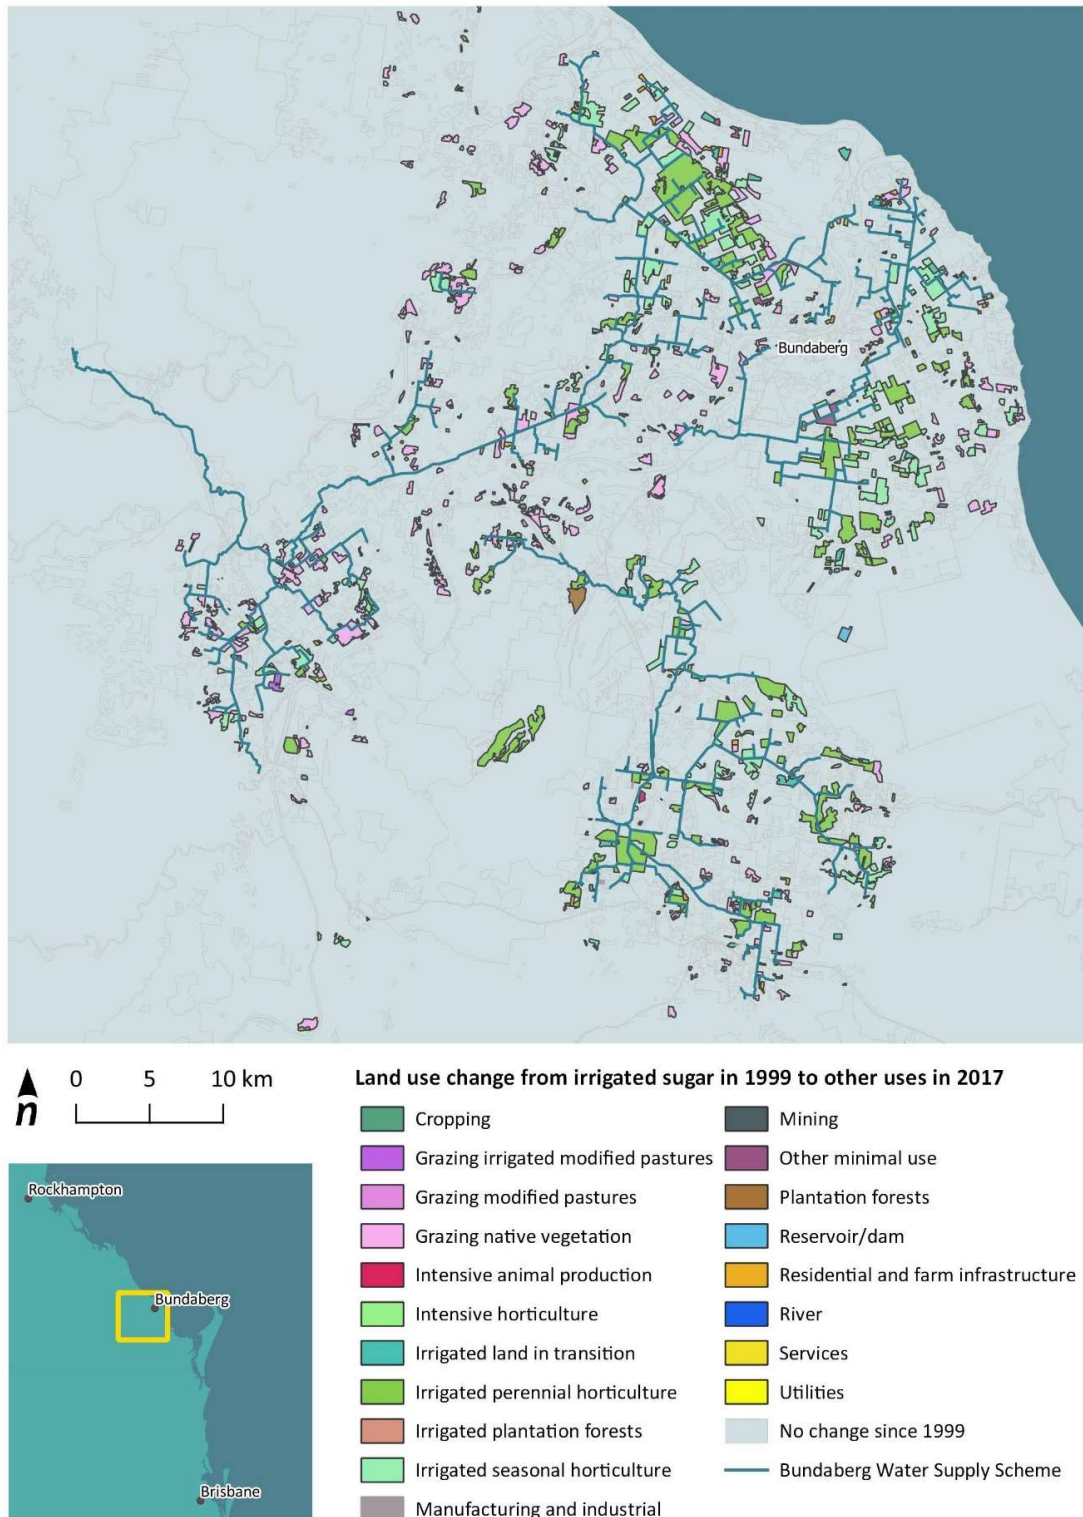 Bundaberg
n
0 5 10 km
Land use change from irrigated sugar in 1999 to other uses in 2017
Cropping
Grazing irrigated modified pastures
Grazing modified pastures
Grazing native vegetation
Intensive animal production
Intensive horticulture
Irrigated land in transition
Irrigated perennial horticulture
Irrigated plantation forests
Irrigated seasonal horticulture
Manufacturing and industrial
Mining
Other minimal use
Plantation forests
Reservoir/dam
Residential and farm infrastructure
River
Services
Utilities
No change since 1999
Bundaberg Water Supply Scheme
Rockhampton
Bundaberg
Brisbane